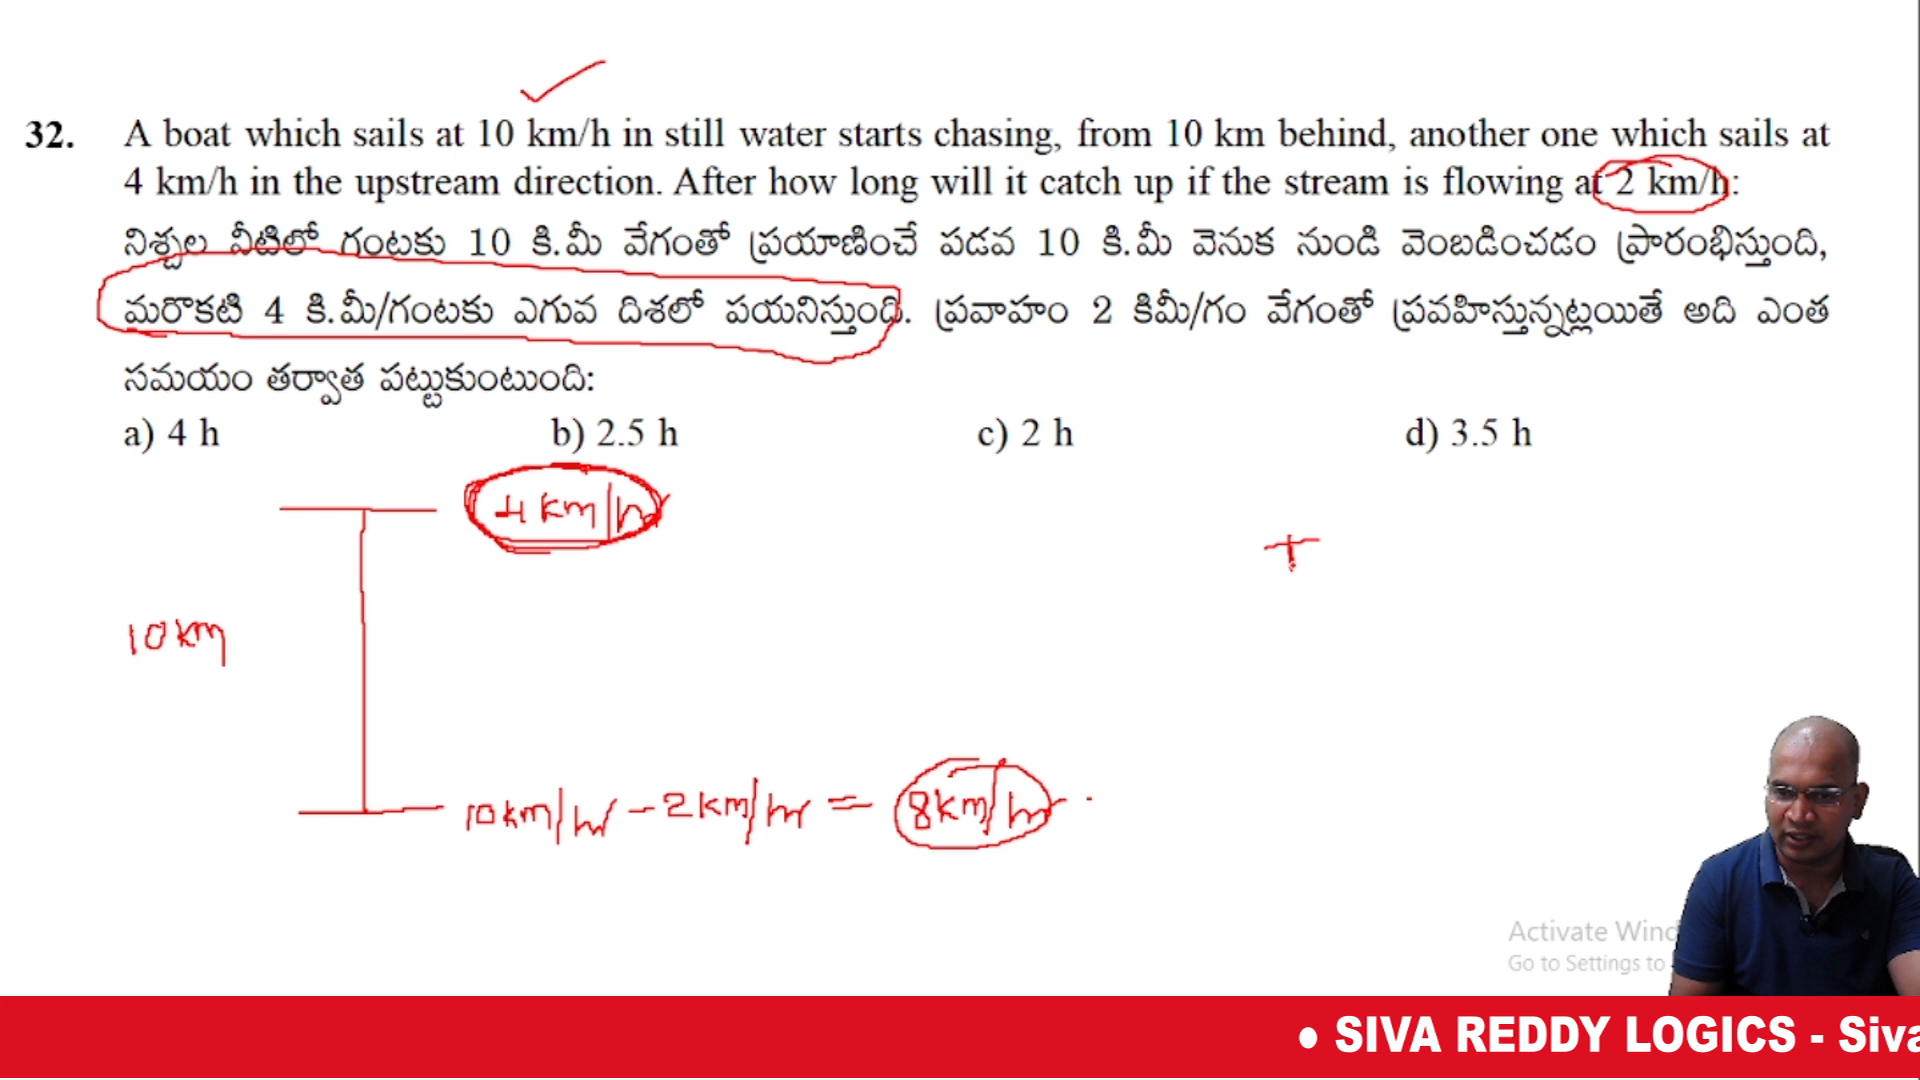 32. A boat which sails at 10 km/h in still water starts chasing, from 10 km behind, another one which sails at
4 km/h in the upstream direction. After how long will it catch up if the stream is flowing at 2 km/h:
నిశ్చల నీటిలో గంటకు 10 కి.మీ వేగంతో ప్రయాణించే పడవ 10 కి.మీ వెనుక నుండి వెంబడించడం ప్రారంభిస్తుంది,
మరొకటి 4 కి.మీ/గంటకు ఎగువ దిశలో పయనిస్తుంది. ప్రవాహం 2 కిమీ/గం వేగంతో ప్రవహిస్తున్నట్లయితే అది ఎంత
సమయం తర్వాత పట్టుకుంటుంది:
a) 4 h b) 2.5 h c) 2 h d) 3.5 h
4 km/hr
10 km
10 km/hr - 2 km/hr = 8 km/hr
Activate Wind
Go to Settings to
• SIVA REDDY LOGICS - Siva